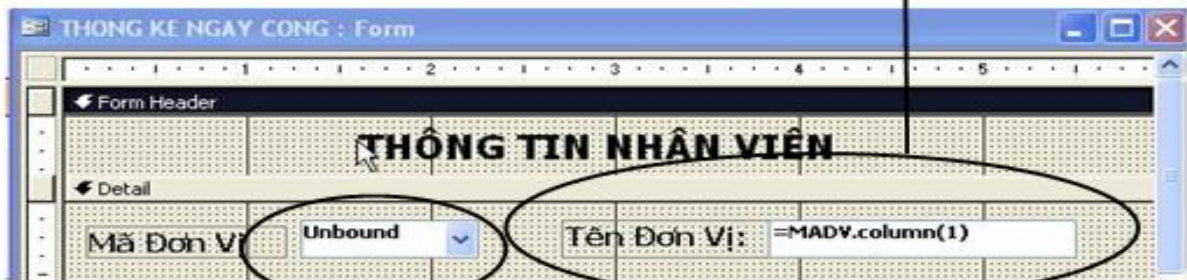 THONG KE NGAY CONG : Form
1 2 3 4 5
Form Header
THÔNG TIN NHÂN VIÊN
Detail
Mã Đơn Vị Unbound Tên Đơn Vị: =MADV.column(1)